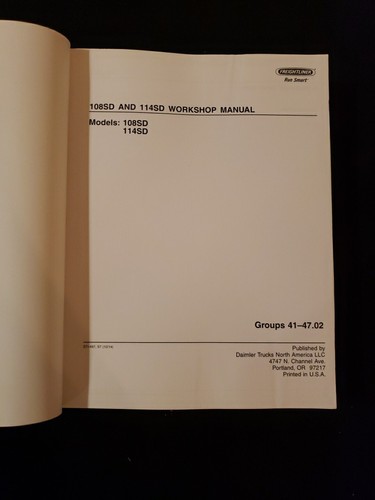 FREIGHTLINER
Run Smart
108SD AND 114SD WORKSHOP MANUAL
Models: 108SD
114SD
Groups 41–47.02
Published by
Daimler Trucks North America LLC
4747 N. Channel Ave.
Portland, OR 97217
Printed in U.S.A.